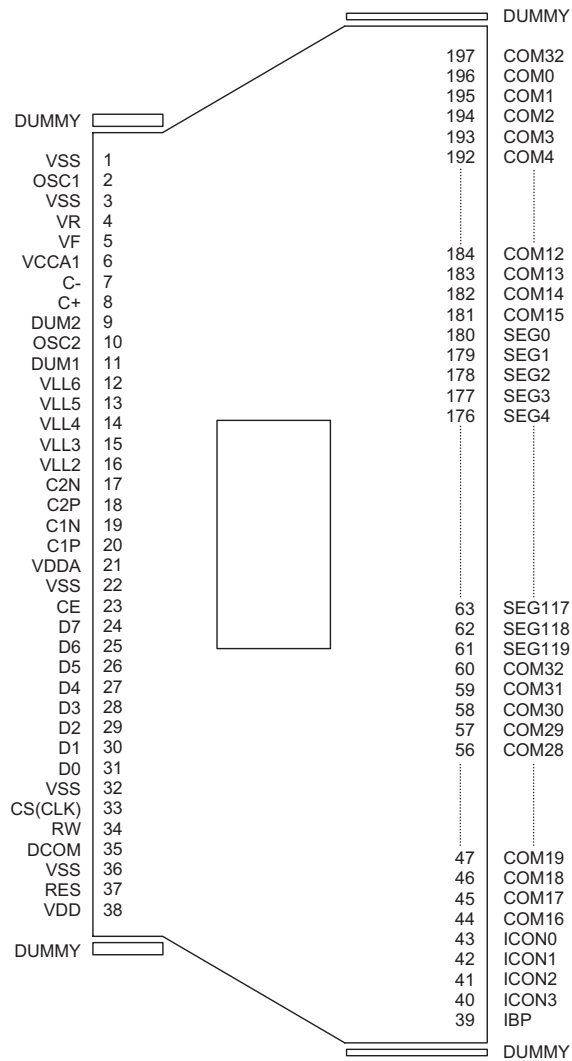 DUMMY
197 COM32
196 COM0
195 COM1
194 COM2
193 COM3
192 COM4
184 COM12
183 COM13
182 COM14
181 COM15
180 SEG0
179 SEG1
178 SEG2
177 SEG3
176 SEG4
63 SEG117
62 SEG118
61 SEG119
60 COM32
59 COM31
58 COM30
57 COM29
56 COM28
47 COM19
46 COM18
45 COM17
44 COM16
43 ICON0
42 ICON1
41 ICON2
40 ICON3
39 IBP
DUMMY
DUMMY
VSS 1
OSC1 2
VSS 3
VR 4
VF 5
VCCA1 6
C- 7
C+ 8
DUM2 9
OSC2 10
DUM1 11
VLL6 12
VLL5 13
VLL4 14
VLL3 15
VLL2 16
C2N 17
C2P 18
C1N 19
C1P 20
VDDA 21
VSS 22
CE 23
D7 24
D6 25
D5 26
D4 27
D3 28
D2 29
D1 30
D0 31
VSS 32
CS(CLK) 33
RW 34
DCOM 35
VSS 36
RES 37
VDD 38
DUMMY